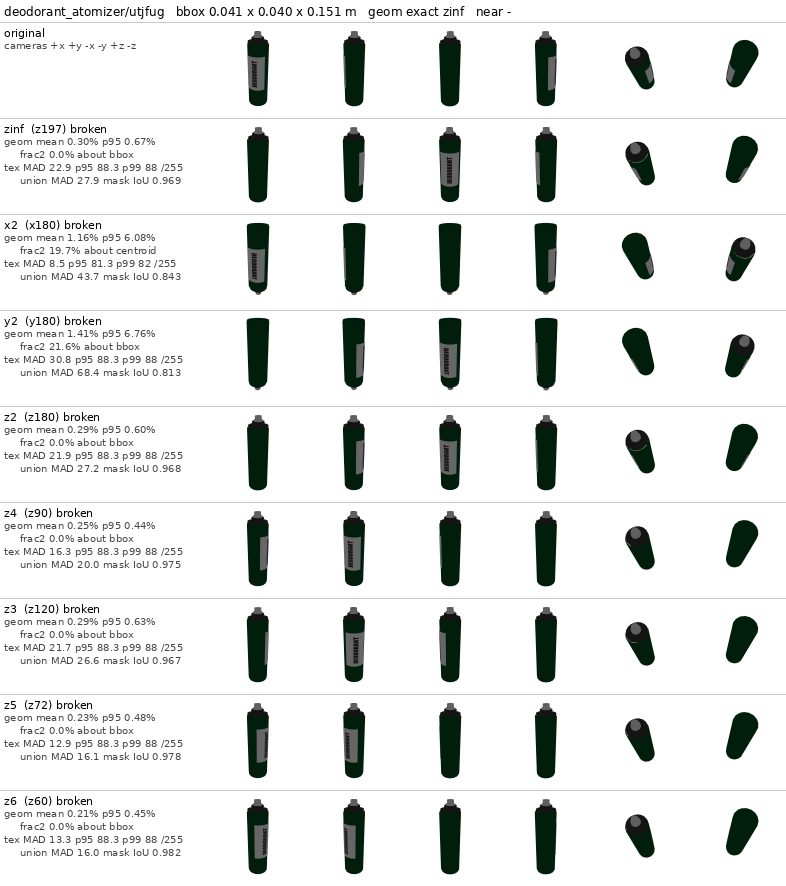 deodorant_atomizer/utjfug   bbox 0.041 x 0.040 x 0.151 m   geom exact zinf   near -
original
cameras +x +y -x -y +z -z
DEODORANT
zinf  (z197) broken
geom mean 0.30% p95 0.67%
frac2 0.0% about bbox
tex MAD 22.9 p95 88.3 p99 88 /255
union MAD 27.9 mask IoU 0.969
DEODORANT
x2  (x180) broken
geom mean 1.16% p95 6.08%
frac2 19.7% about centroid
tex MAD 8.5 p95 81.3 p99 82 /255
union MAD 43.7 mask IoU 0.843
DEODORANT
y2  (y180) broken
geom mean 1.41% p95 6.76%
frac2 21.6% about bbox
tex MAD 30.8 p95 88.3 p99 88 /255
union MAD 68.4 mask IoU 0.813
DEODORANT
z2  (z180) broken
geom mean 0.29% p95 0.60%
frac2 0.0% about bbox
tex MAD 21.9 p95 88.3 p99 88 /255
union MAD 27.2 mask IoU 0.968
DEODORANT
z4  (z90) broken
geom mean 0.25% p95 0.44%
frac2 0.0% about bbox
tex MAD 16.3 p95 88.3 p99 88 /255
union MAD 20.0 mask IoU 0.975
DEODORANT
z3  (z120) broken
geom mean 0.29% p95 0.63%
frac2 0.0% about bbox
tex MAD 21.7 p95 88.3 p99 88 /255
union MAD 26.6 mask IoU 0.967
DEODORANT
z5  (z72) broken
geom mean 0.23% p95 0.48%
frac2 0.0% about bbox
tex MAD 12.9 p95 88.3 p99 88 /255
union MAD 16.1 mask IoU 0.978
DEODORANT
z6  (z60) broken
geom mean 0.21% p95 0.45%
frac2 0.0% about bbox
tex MAD 13.3 p95 88.3 p99 88 /255
union MAD 16.0 mask IoU 0.982
DEODORANT